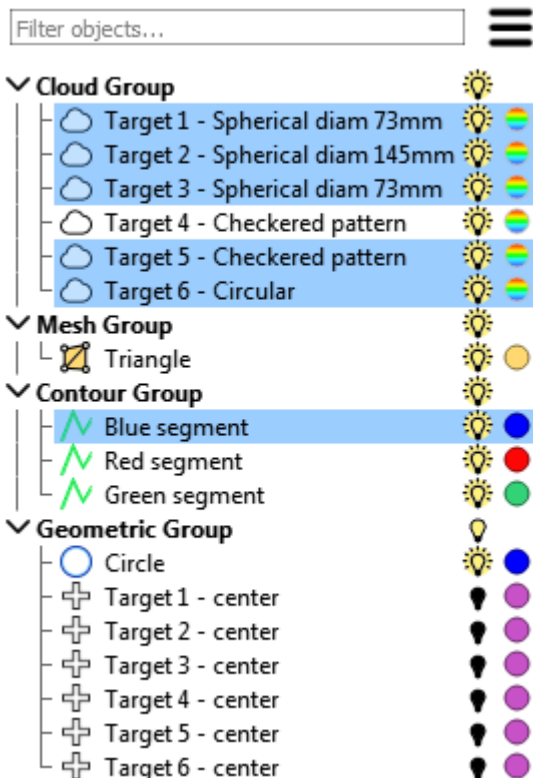 Filter objects...
Cloud Group
Target 1 - Spherical diam 73mm
Target 2 - Spherical diam 145mm
Target 3 - Spherical diam 73mm
Target 4 - Checkered pattern
Target 5 - Checkered pattern
Target 6 - Circular
Mesh Group
Triangle
Contour Group
Blue segment
Red segment
Green segment
Geometric Group
Circle
Target 1 - center
Target 2 - center
Target 3 - center
Target 4 - center
Target 5 - center
Target 6 - center